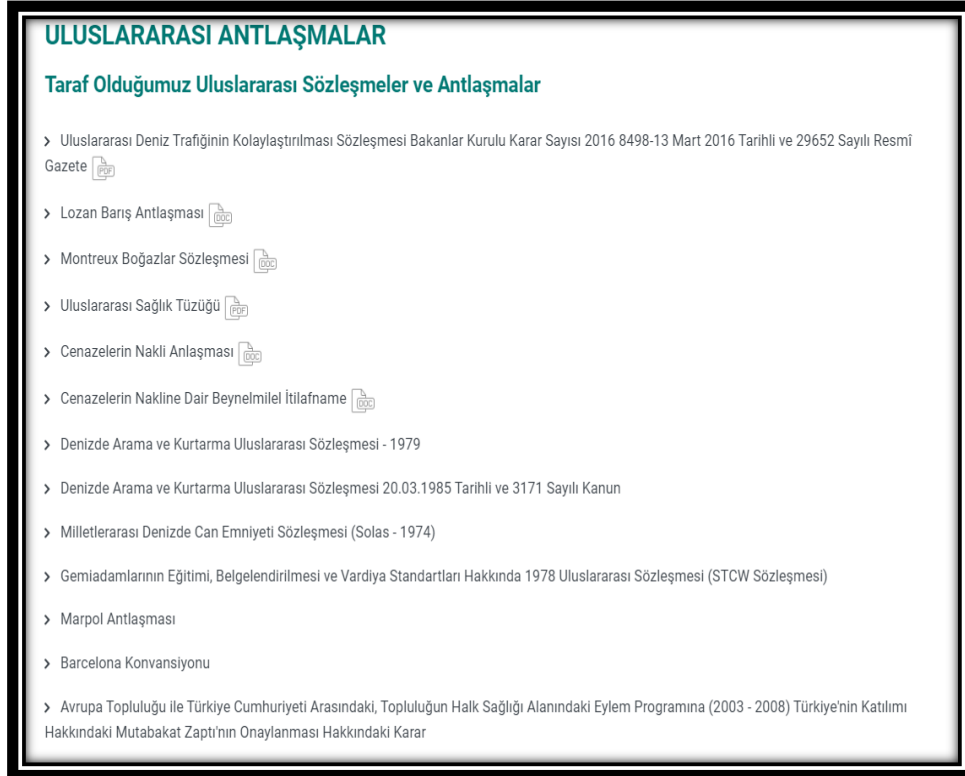 ULUSLARARASI ANTLAŞMALAR
Taraf Olduğumuz Uluslararası Sözleşmeler ve Antlaşmalar
› Uluslararası Deniz Trafiğinin Kolaylaştırılması Sözleşmesi Bakanlar Kurulu Karar Sayısı 2016 8498-13 Mart 2016 Tarihli ve 29652 Sayılı Resmî
Gazete PDF
› Lozan Barış Antlaşması DOC
› Montreux Boğazlar Sözleşmesi DOC
› Uluslararası Sağlık Tüzüğü PDF
› Cenazelerin Nakli Anlaşması DOC
› Cenazelerin Nakline Dair Beynelmilel İtilafname DOC
› Denizde Arama ve Kurtarma Uluslararası Sözleşmesi - 1979
› Denizde Arama ve Kurtarma Uluslararası Sözleşmesi 20.03.1985 Tarihli ve 3171 Sayılı Kanun
› Milletlerarası Denizde Can Emniyeti Sözleşmesi (Solas - 1974)
› Gemiadamlarının Eğitimi, Belgelendirilmesi ve Vardiya Standartları Hakkında 1978 Uluslararası Sözleşmesi (STCW Sözleşmesi)
› Marpol Antlaşması
› Barcelona Konvansiyonu
› Avrupa Topluluğu ile Türkiye Cumhuriyeti Arasındaki, Topluluğun Halk Sağlığı Alanındaki Eylem Programına (2003 - 2008) Türkiye'nin Katılımı
Hakkındaki Mutabakat Zaptı'nın Onaylanması Hakkındaki Karar